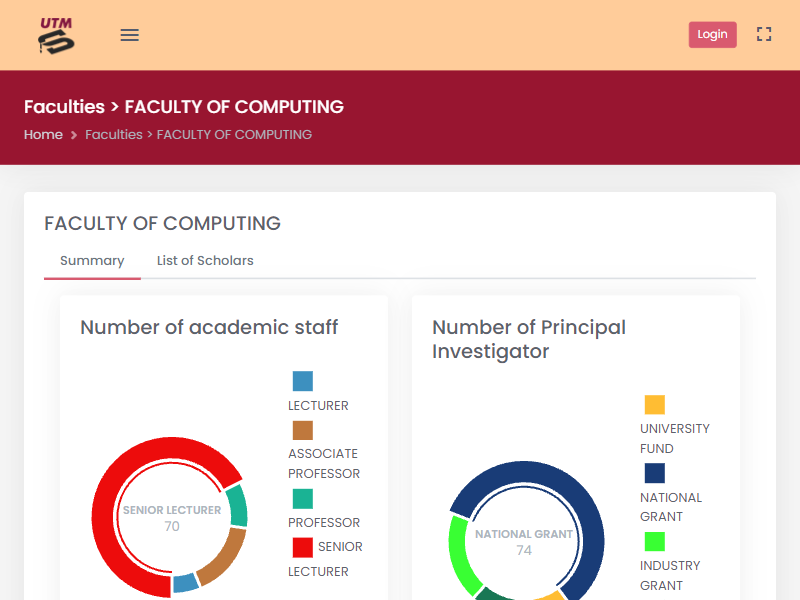 UTM
Login
Faculties > FACULTY OF COMPUTING
Home > Faculties > FACULTY OF COMPUTING
FACULTY OF COMPUTING
Summary
List of Scholars
Number of academic staff
LECTURER
ASSOCIATE
PROFESSOR
PROFESSOR
SENIOR
LECTURER
SENIOR LECTURER
70
Number of Principal
Investigator
UNIVERSITY
FUND
NATIONAL
GRANT
INDUSTRY
GRANT
NATIONAL GRANT
74